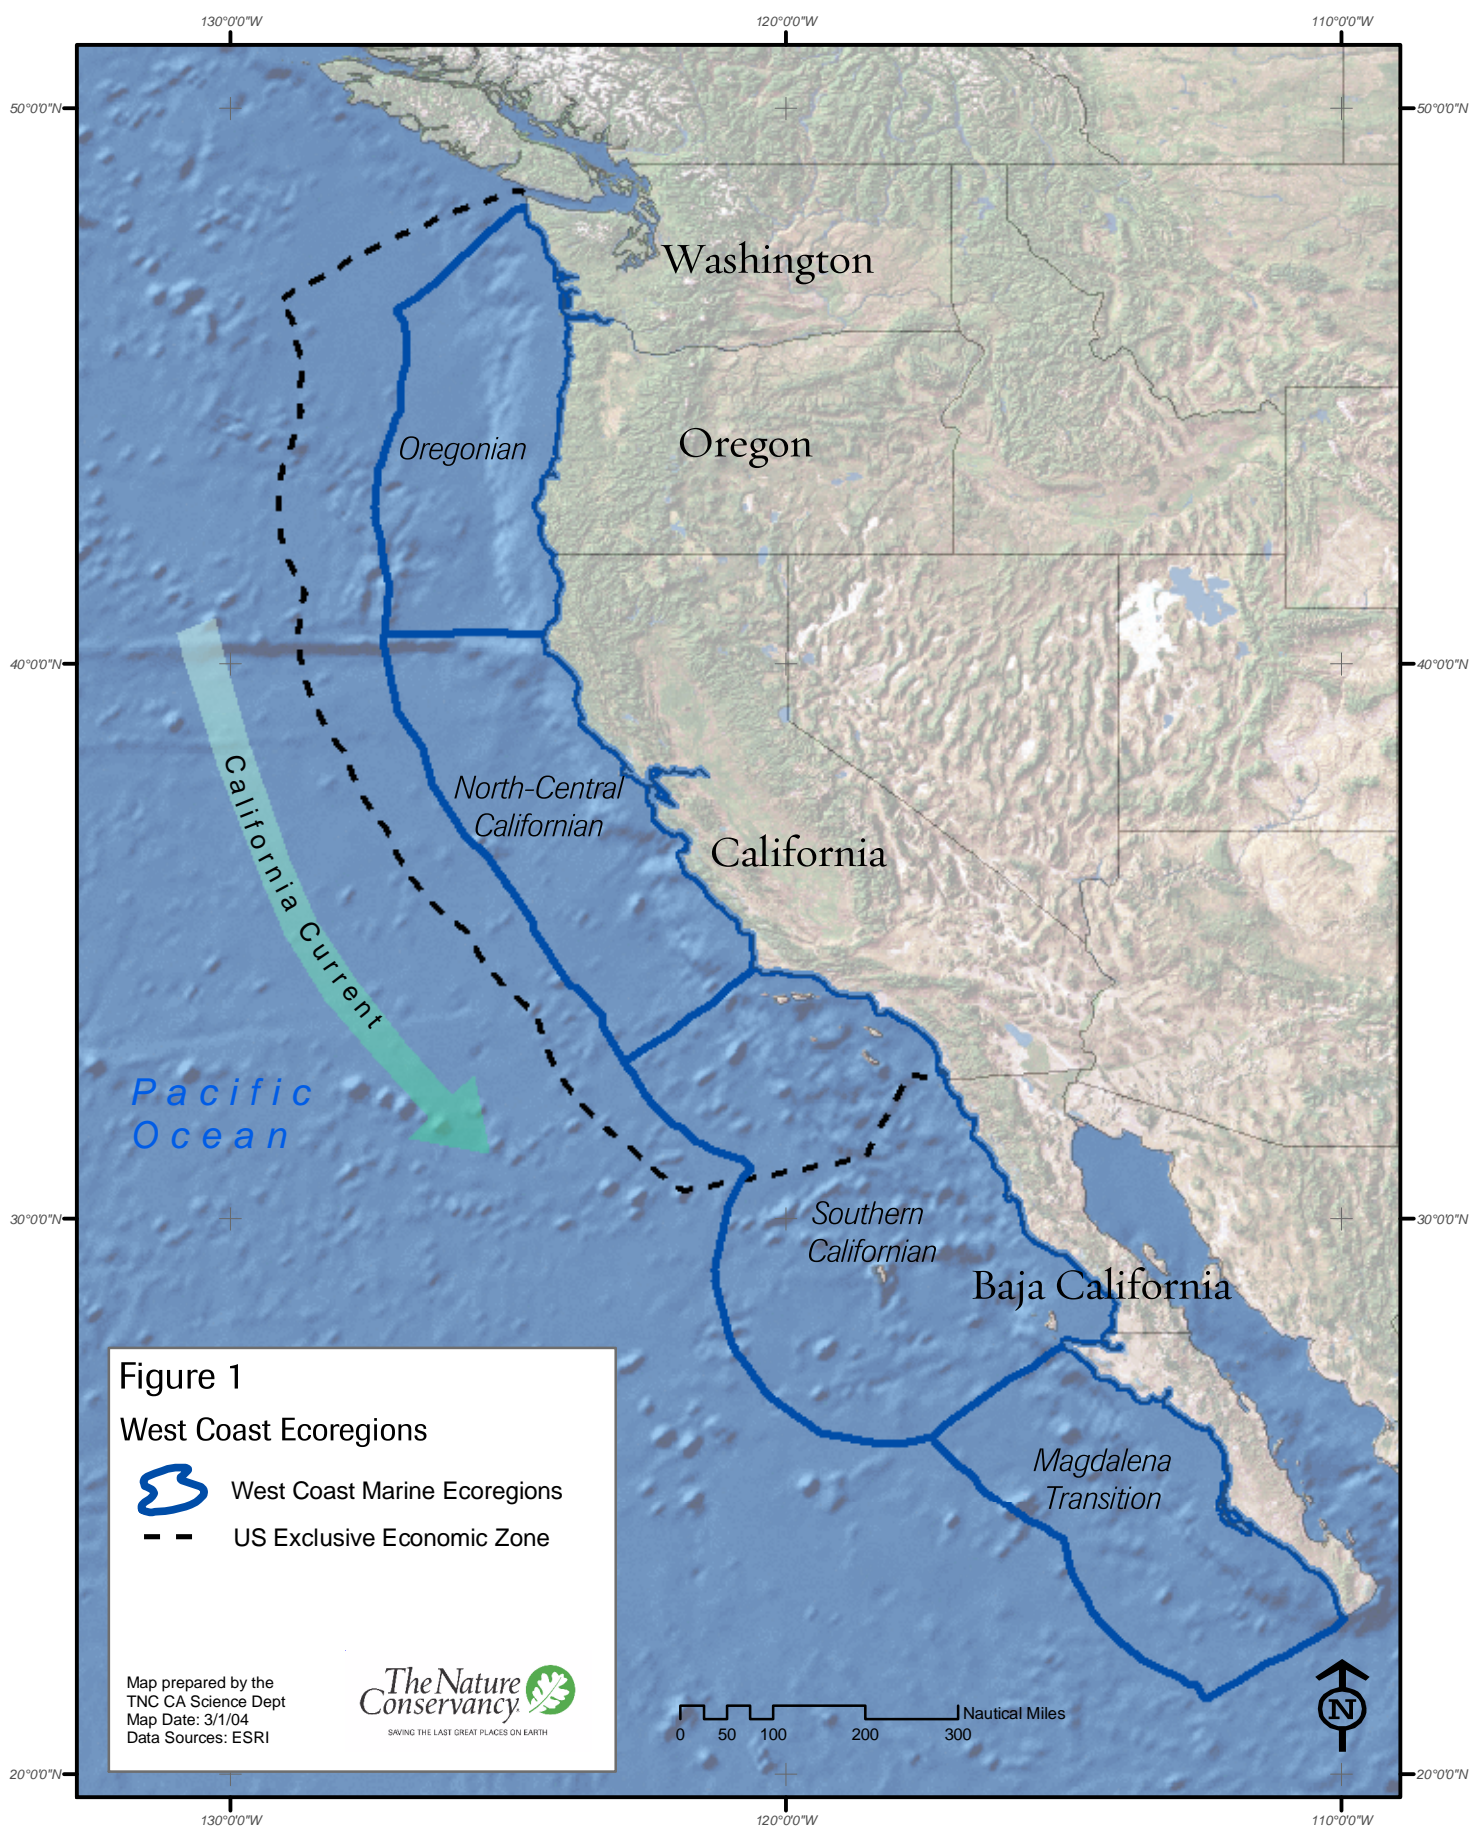 130°0'0"W
120°0'0"W
110°0'0"W
50°0'0"N
50°0'0"N
Washington
Oregonian
Oregon
40°0'0"N
40°0'0"N
California Current
North-Central
Californian
California
Pacific
Ocean
30°0'0"N
30°0'0"N
Southern
Californian
Baja California
Magdalena
Transition
Figure 1
West Coast Ecoregions
West Coast Marine Ecoregions
US Exclusive Economic Zone
Map prepared by the
TNC CA Science Dept
Map Date: 3/1/04
Data Sources: ESRI
The Nature
Conservancy
SAVING THE LAST GREAT PLACES ON EARTH
Nautical Miles
0 50 100 200 300
N
20°0'0"N
20°0'0"N
130°0'0"W
120°0'0"W
110°0'0"W